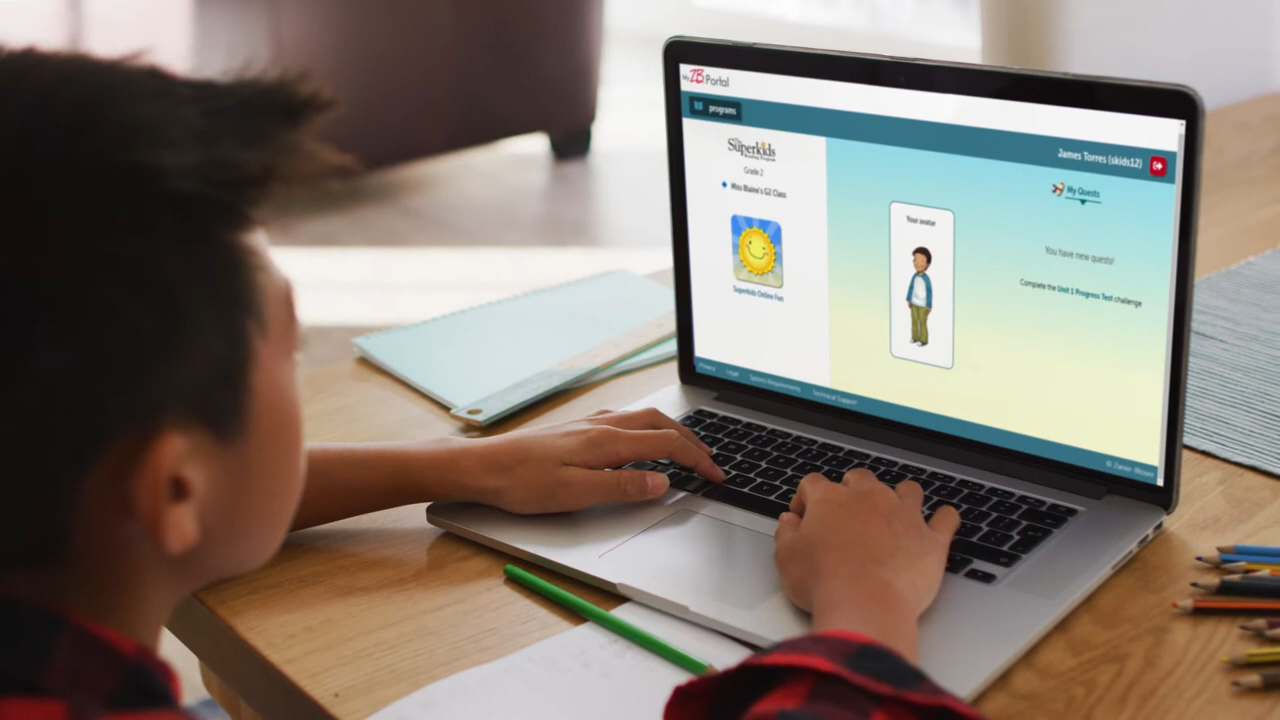 My ZB Portal
programs
James Torres (skids12)
The Superkids
Reading Program
Grade 2
Miss Blaine's G2 Class
Superkids Online Fun
Your avatar
My Quests
You have new quests!
Complete the Unit 1 Progress Test challenge
Privacy Legal System Requirements Technical Support
© Zaner-Bloser